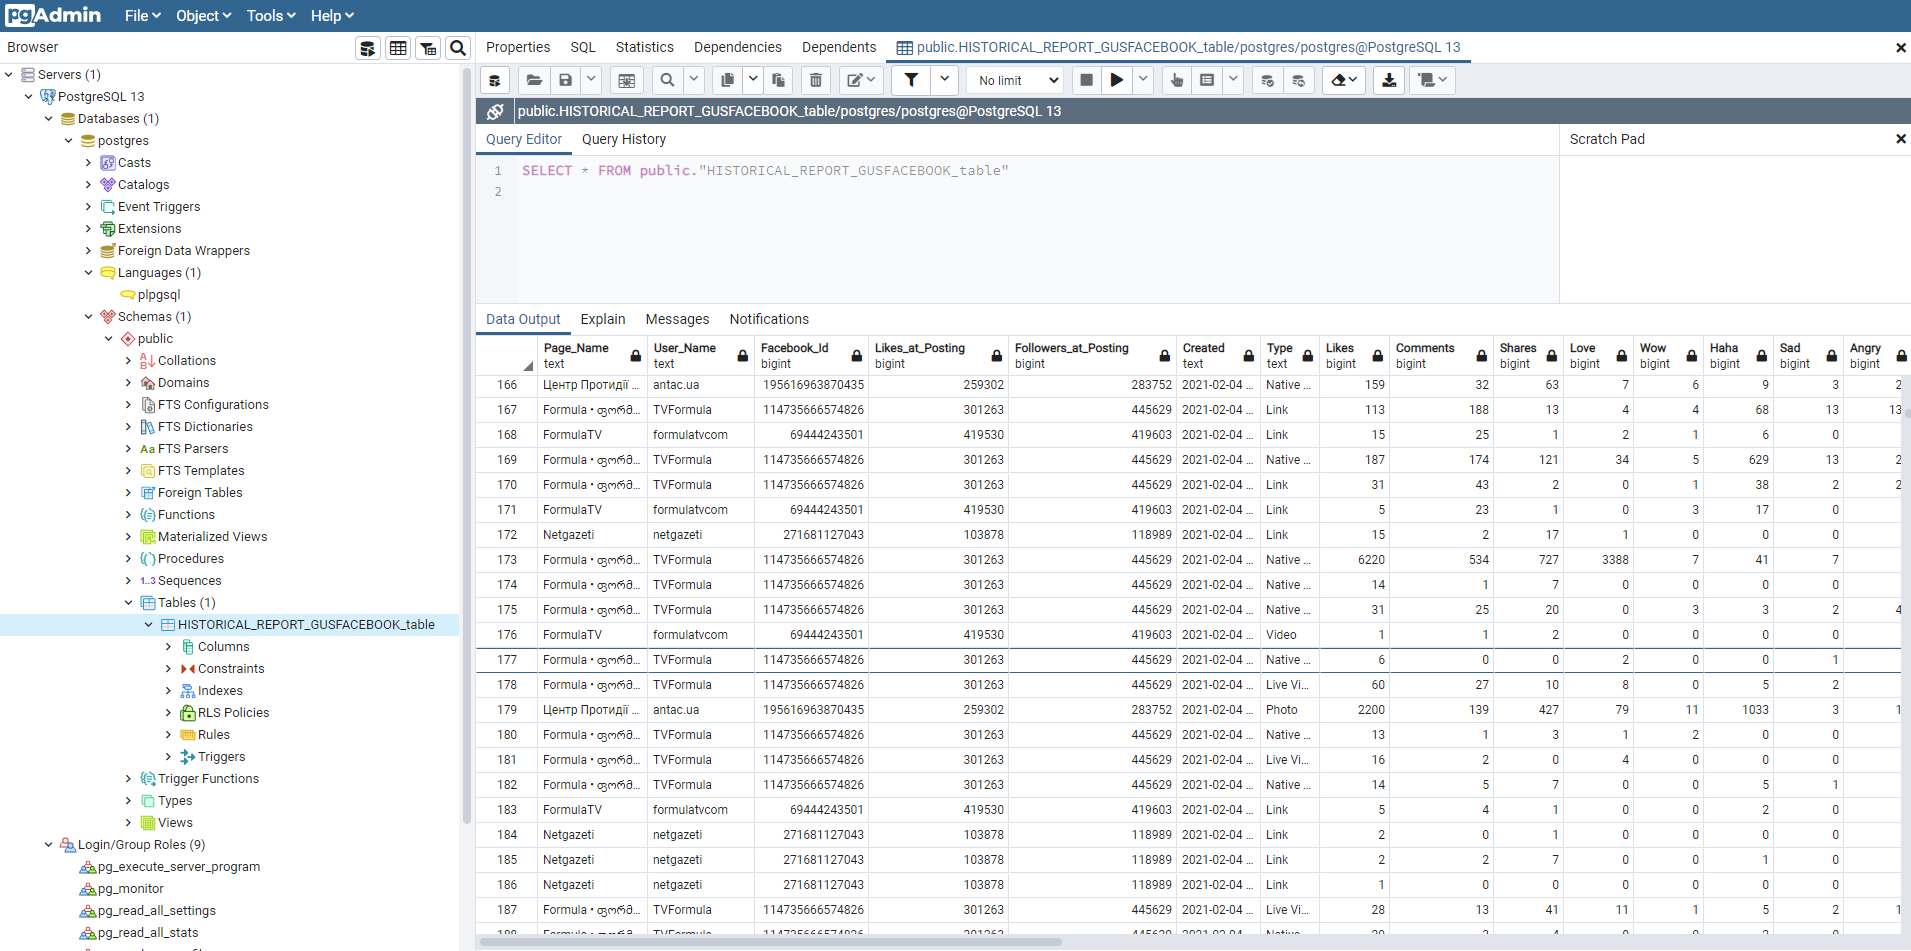 pgAdmin File Object Tools Help
Browser
Servers (1)
PostgreSQL 13
Databases (1)
postgres
Casts
Catalogs
Event Triggers
Extensions
Foreign Data Wrappers
Languages (1)
plpgsql
Schemas (1)
public
Collations
Domains
FTS Configurations
FTS Dictionaries
Aa FTS Parsers
FTS Templates
Foreign Tables
Functions
Materialized Views
Procedures
1..3 Sequences
Tables (1)
HISTORICAL_REPORT_GUSFACEBOOK_table
Columns
Constraints
Indexes
RLS Policies
Rules
Triggers
Trigger Functions
Types
Views
Login/Group Roles (9)
pg_execute_server_program
pg_monitor
pg_read_all_settings
pg_read_all_stats
Properties SQL Statistics Dependencies Dependents public.HISTORICAL_REPORT_GUSFACEBOOK_table/postgres/postgres@PostgreSQL 13
No limit
public.HISTORICAL_REPORT_GUSFACEBOOK_table/postgres/postgres@PostgreSQL 13
Query Editor Query History Scratch Pad
1 SELECT * FROM public."HISTORICAL_REPORT_GUSFACEBOOK_table"
2
Data Output Explain Messages Notifications
Page_Name User_Name Facebook_Id Likes_at_Posting Followers_at_Posting Created Type Likes Comments Shares Love Wow Haha Sad Angry
text text bigint bigint bigint text text bigint bigint bigint bigint bigint bigint bigint bigint
166 Центр Протидії ... antac.ua 195616963870435 259302 283752 2021-02-04 ... Native ... 159 32 63 7 6 9 3 2
167 Formula • ფორმ... TVFormula 114735666574826 301263 445629 2021-02-04 ... Link 113 188 13 4 4 68 13 13
168 FormulaTV formulatvcom 69444243501 419530 419603 2021-02-04 ... Link 15 25 1 2 1 6 0
169 Formula • ფორმ... TVFormula 114735666574826 301263 445629 2021-02-04 ... Native ... 187 174 121 34 5 629 13 2
170 Formula • ფორმ... TVFormula 114735666574826 301263 445629 2021-02-04 ... Link 31 43 2 0 1 38 2 2
171 FormulaTV formulatvcom 69444243501 419530 419603 2021-02-04 ... Link 5 23 1 0 3 17 0
172 Netgazeti netgazeti 271681127043 103878 118989 2021-02-04 ... Link 15 2 17 1 0 0 0
173 Formula • ფორმ... TVFormula 114735666574826 301263 445629 2021-02-04 ... Native ... 6220 534 727 3388 7 41 7
174 Formula • ფორმ... TVFormula 114735666574826 301263 445629 2021-02-04 ... Native ... 14 1 7 0 0 0 0
175 Formula • ფორმ... TVFormula 114735666574826 301263 445629 2021-02-04 ... Native ... 31 25 20 0 3 3 2 4
176 FormulaTV formulatvcom 69444243501 419530 419603 2021-02-04 ... Video 1 1 2 0 0 0 0
177 Formula • ფორმ... TVFormula 114735666574826 301263 445629 2021-02-04 ... Native ... 6 0 0 2 0 0 1
178 Formula • ფორმ... TVFormula 114735666574826 301263 445629 2021-02-04 ... Live Vi... 60 27 10 8 0 5 2
179 Центр Протидії ... antac.ua 195616963870435 259302 283752 2021-02-04 ... Photo 2200 139 427 79 11 1033 3 1
180 Formula • ფორმ... TVFormula 114735666574826 301263 445629 2021-02-04 ... Native ... 13 1 3 1 2 0 0
181 Formula • ფორმ... TVFormula 114735666574826 301263 445629 2021-02-04 ... Live Vi... 16 2 0 4 0 0 0
182 Formula • ფორმ... TVFormula 114735666574826 301263 445629 2021-02-04 ... Native ... 14 5 7 0 0 5 1
183 FormulaTV formulatvcom 69444243501 419530 419603 2021-02-04 ... Link 5 4 1 0 0 2 0
184 Netgazeti netgazeti 271681127043 103878 118989 2021-02-04 ... Link 2 0 1 0 0 0 0
185 Netgazeti netgazeti 271681127043 103878 118989 2021-02-04 ... Link 2 2 7 0 0 1 0
186 Netgazeti netgazeti 271681127043 103878 118989 2021-02-04 ... Link 1 0 0 0 0 0 0
187 Formula • ფორმ... TVFormula 114735666574826 301263 445629 2021-02-04 ... Live Vi... 28 13 41 11 1 5 2 1